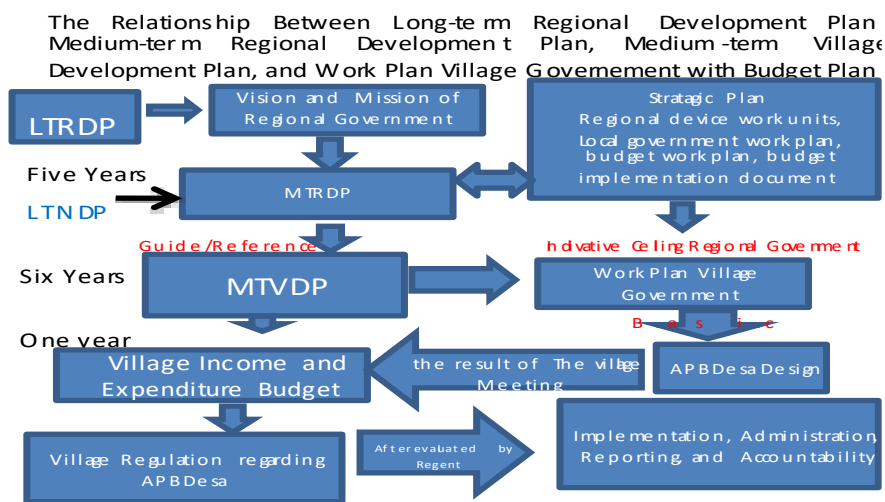 The Relationship Between Long-term Regional Development Plan
Medium-term Regional Development Plan, Medium-term Village
Development Plan, and Work Plan Village Governement with Budget Plan
LTRDP
Vision and Mission of
Regional Government
Stratagic Plan
Regional device work units,
Local government work plan,
budget work plan, budget
implementation document
Five Years
LTNDP
MTRDP
Guide/Reference
Indivative Ceiling Regional Government
Six Years
MTVDP
Work Plan Village
Government
Basic
One year
Village Income and
Expenditure Budget
the result of The village
Meeting
APBDesa Design
Village Regulation regarding
APBDesa
After evaluated by
Regent
Implementation, Administration,
Reporting, and Accountability